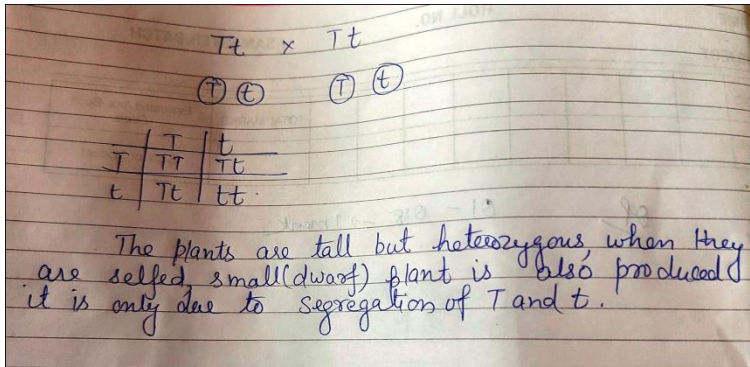 Tt × Tt
T t T t
T t
T TT Tt
t Tt tt.
The plants are tall but heterozygous, when they
are selfed, small(dwarf) plant is also produced
it is only due to segregation of T and t.